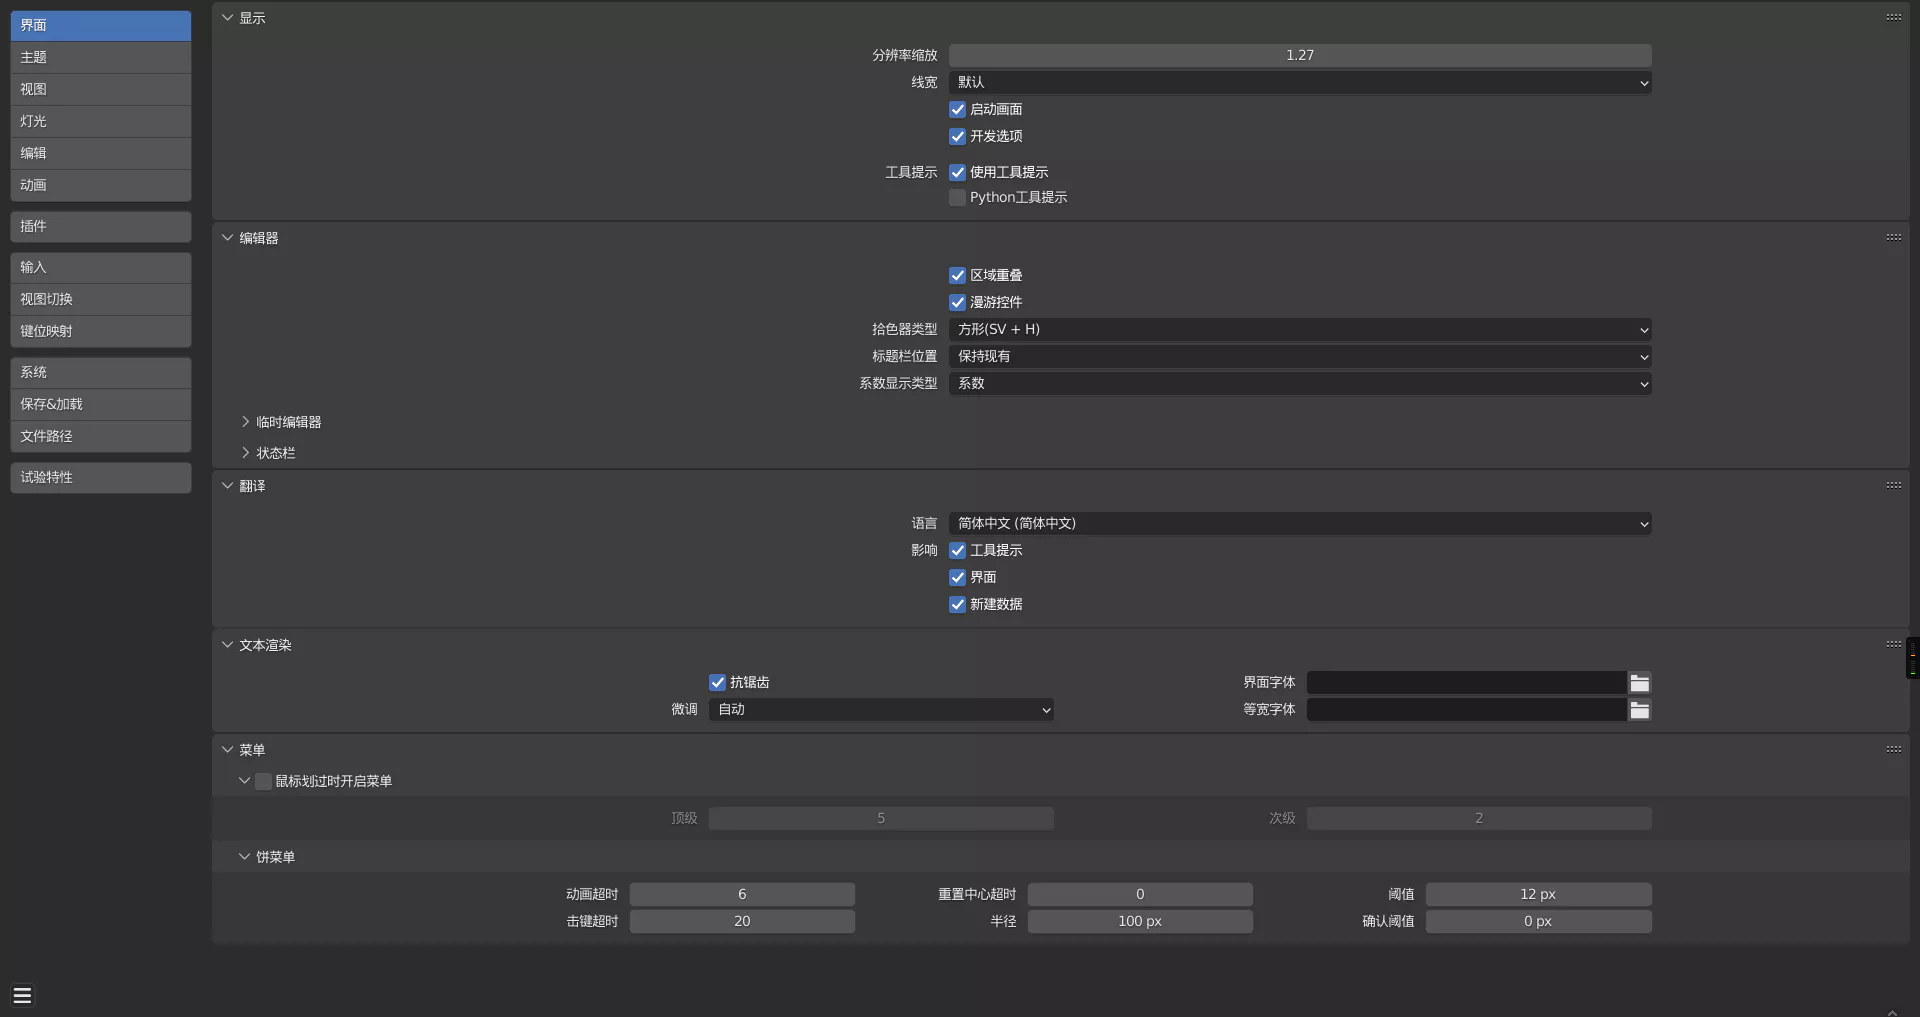 界面
主题
视图
灯光
编辑
动画
插件
输入
视图切换
键位映射
系统
保存&加载
文件路径
试验特性
显示
分辨率缩放 1.27
线宽 默认
启动画面
开发选项
工具提示 使用工具提示
Python工具提示
编辑器
区域重叠
漫游控件
拾色器类型 方形(SV + H)
标题栏位置 保持现有
系数显示类型 系数
临时编辑器
状态栏
翻译
语言 简体中文 (简体中文)
影响 工具提示
界面
新建数据
文本渲染
抗锯齿 界面字体
微调 自动 等宽字体
菜单
鼠标划过时开启菜单
顶级 5 次级 2
饼菜单
动画超时 6 重置中心超时 0 阈值 12 px
击键超时 20 半径 100 px 确认阈值 0 px